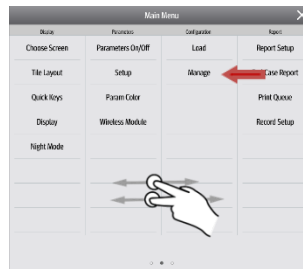 Main Menu
Display Parameters Configuration Report
Choose Screen Parameters On/Off Load Report Setup
Tile Layout Setup Manage Case Report
Quick Keys Param Color Print Queue
Display Wireless Module Record Setup
Night Mode